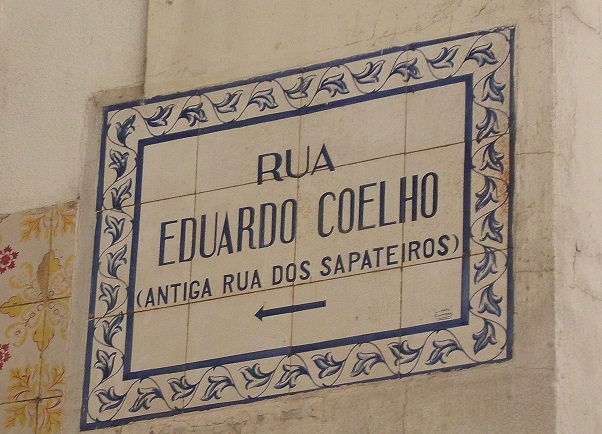 RUA
EDUARDO COELHO
(ANTIGA RUA DOS SAPATEIROS)